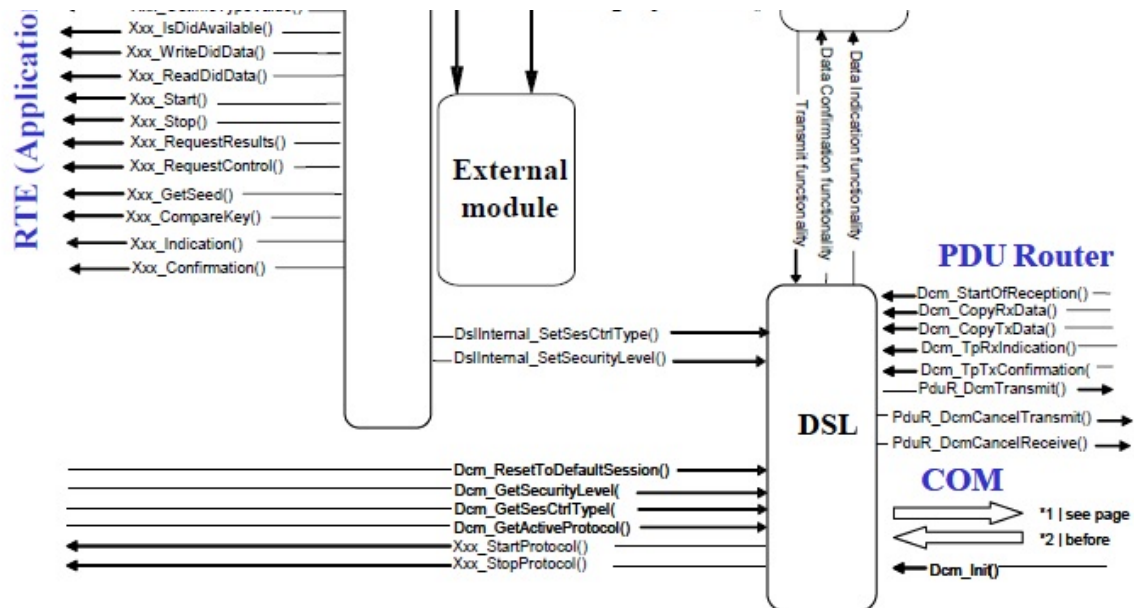 Xxx_IsDidAvailable()
Xxx_WriteDidData()
Xxx_ReadDidData()
Xxx_Start()
Xxx_Stop()
Xxx_RequestResults()
Xxx_RequestControl()
Xxx_GetSeed()
Xxx_CompareKey()
Xxx_Indication()
Xxx_Confirmation()
RTE (Applicatio
External
module
Transmit functionality
Data Confirmation functionality
Data Indication functionality
PDU Router
Dcm_StartOfReception()
Dcm_CopyRxData()
Dcm_CopyTxData()
Dcm_TpRxIndication()
Dcm_TpTxConfirmation(
PduR_DcmTransmit()
PduR_DcmCancelTransmit()
PduR_DcmCancelReceive()
DslInternal_SetSesCtrlType()
DslInternal_SetSecurityLevel()
DSL
Dcm_ResetToDefaultSession()
Dcm_GetSecurityLevel(
Dcm_GetSesCtrlTypel(
Dcm_GetActiveProtocol()
Xxx_StartProtocol()
Xxx_StopProtocol()
COM
*1 | see page
*2 | before
Dcm_Init()